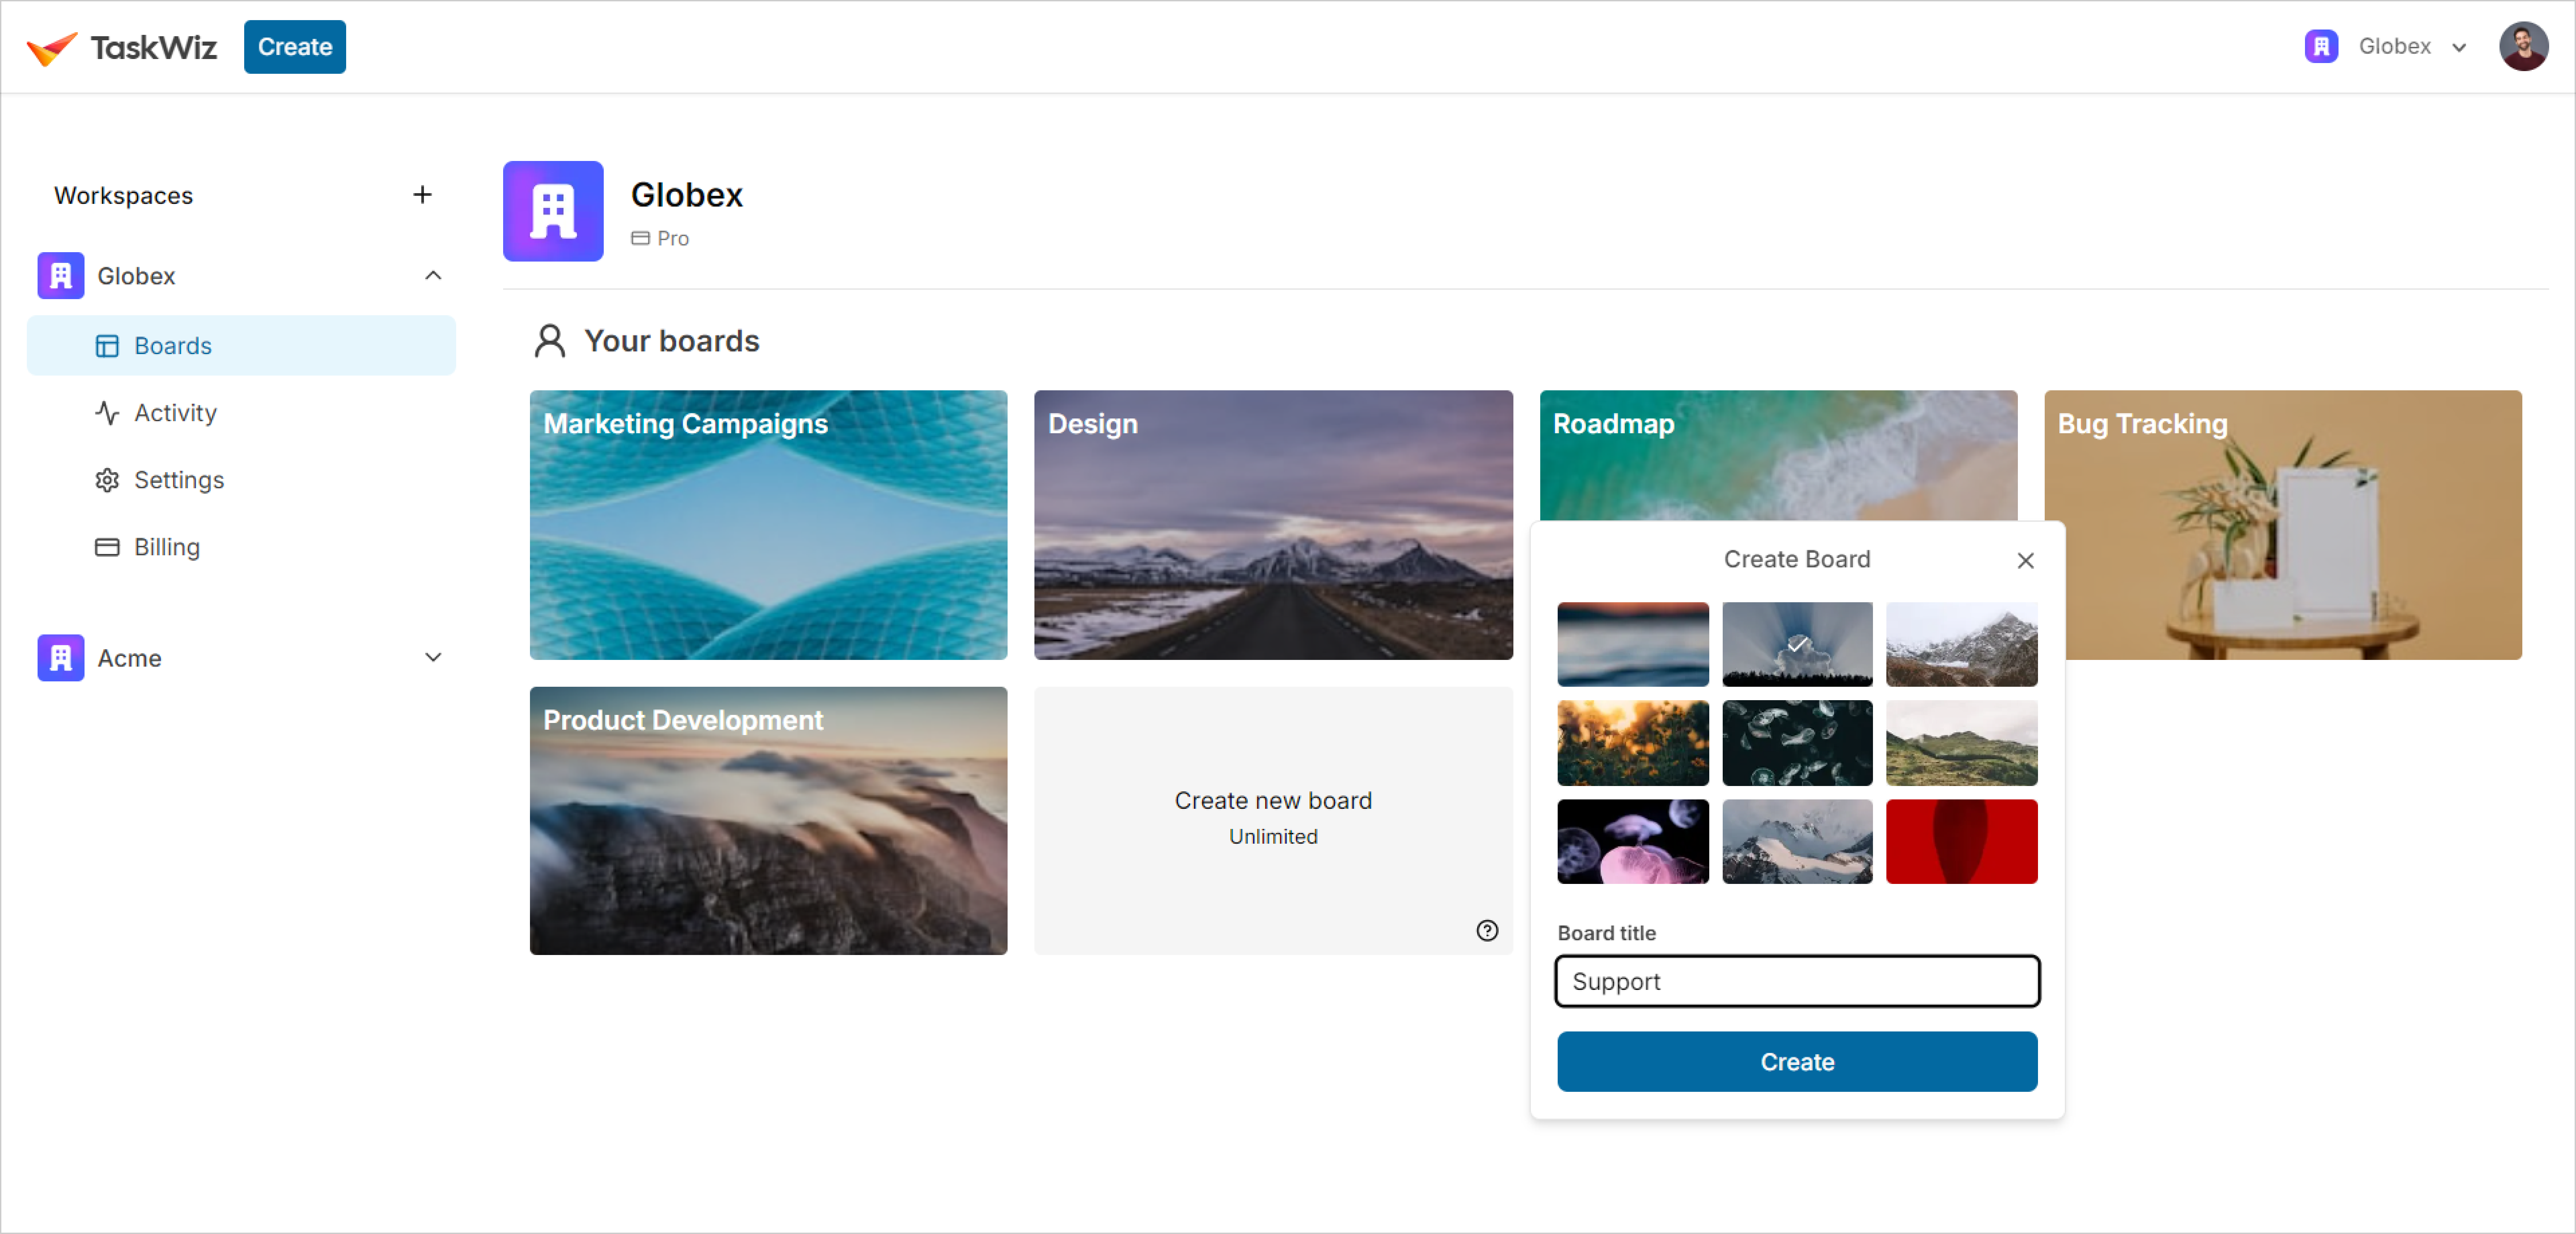 TaskWiz
Create
Globex
Workspaces
Globex
Boards
Activity
Settings
Billing
Acme
Globex
Pro
Your boards
Marketing Campaigns
Design
Roadmap
Bug Tracking
Product Development
Create new board
Unlimited
Create Board
Board title
Support
Create